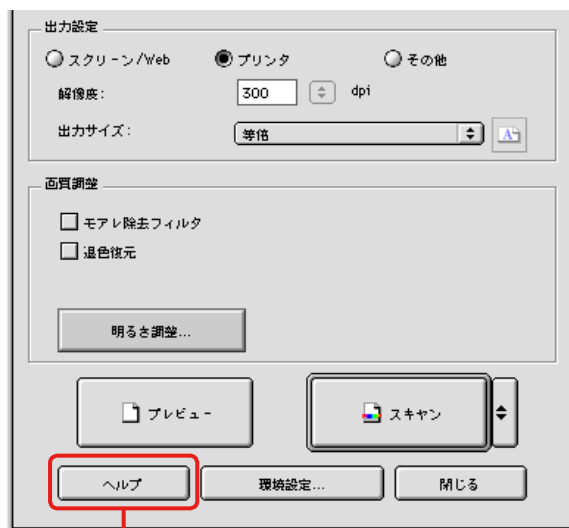 出力設定
スクリーン/Web プリンタ その他
解像度: 300 dpi
出力サイズ: 等倍 A
画質調整
モアレ除去フィルタ
退色復元
明るさ調整...
プレビュー スキャン
ヘルプ 環境設定... 閉じる